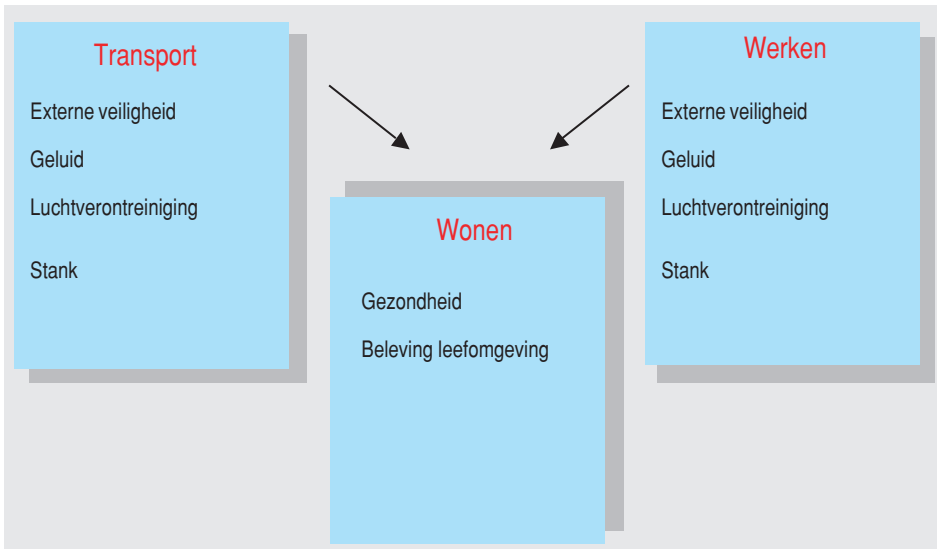 Transport
Externe veiligheid
Geluid
Luchtverontreiniging
Stank
Werken
Externe veiligheid
Geluid
Luchtverontreiniging
Stank
Wonen
Gezondheid
Beleving leefomgeving